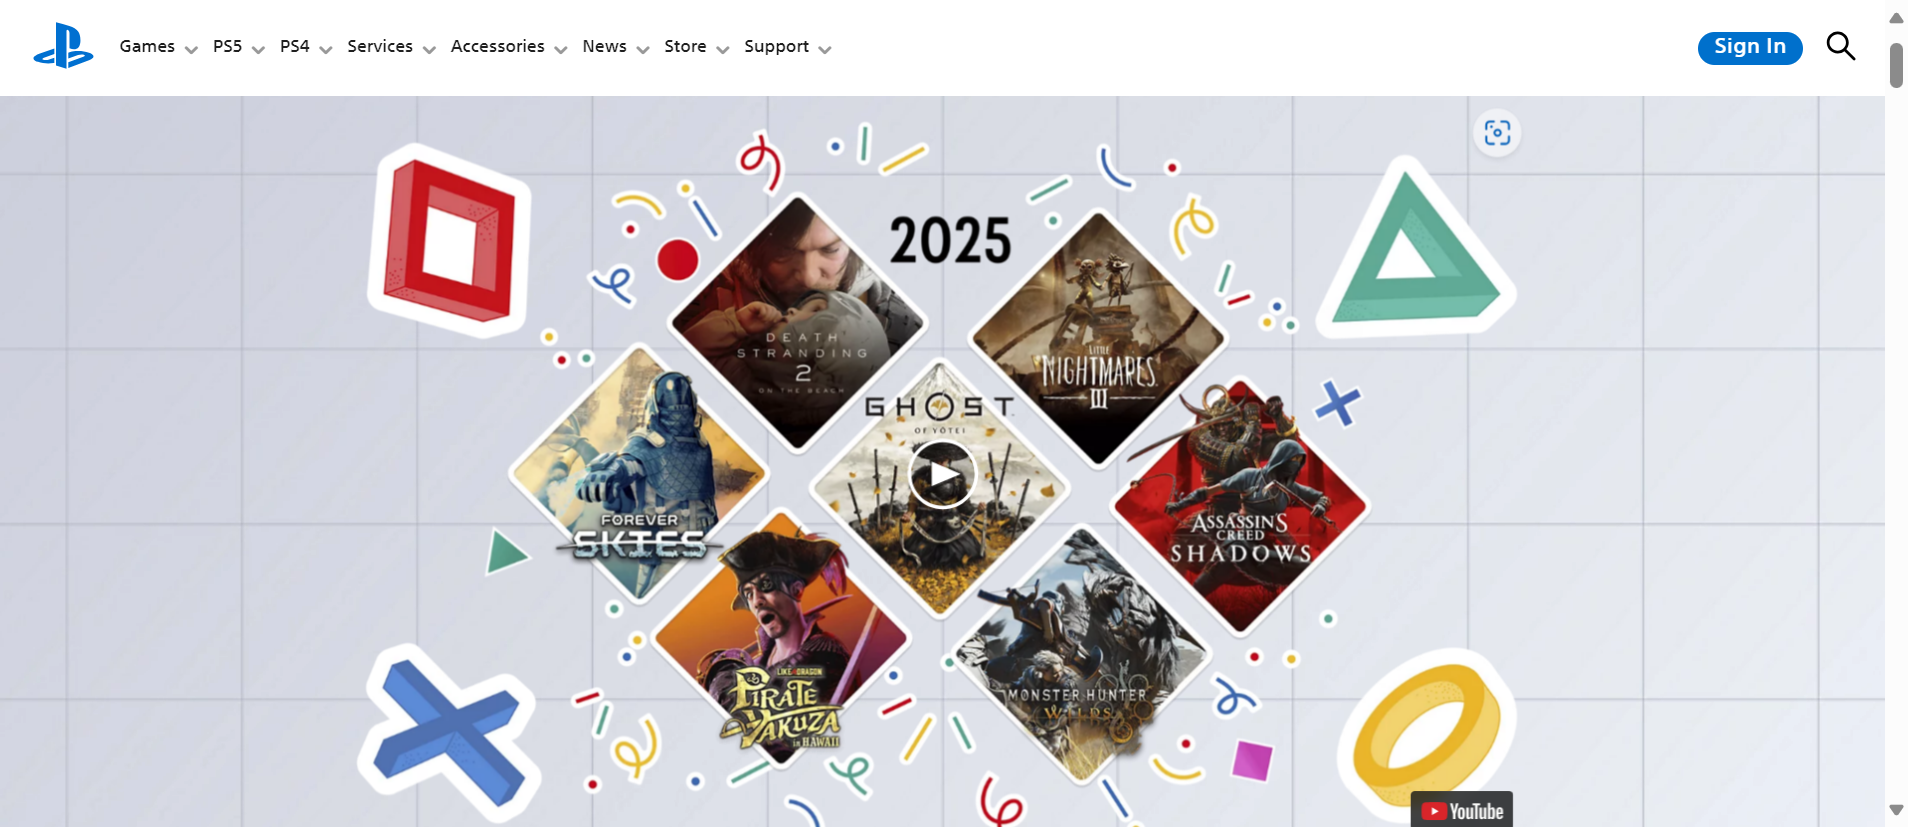 Games
PS5
PS4
Services
Accessories
News
Store
Support
Sign In
2025
DEATH
STRANDING
2
ON THE BEACH
LITTLE
NIGHTMARES
III
GHOST
OF YŌTEI
FOREVER
SKIES
ASSASSIN'S
CREED
SHADOWS
LIKE A DRAGON
PIRATE
YAKUZA
in HAWAII
MONSTER HUNTER
WILDS
YouTube